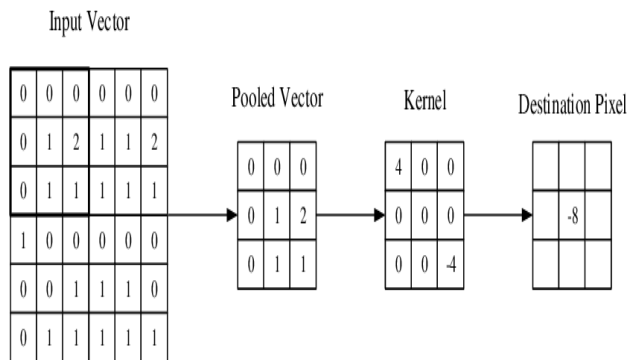 Input Vector
Pooled Vector
Kernel
Destination Pixel
0 0 0 0 0 0
0 1 2 1 1 2
0 1 1 1 1 1
1 0 0 0 0 0
0 0 1 1 1 0
0 1 1 1 1 1
0 0 0
0 1 2
0 1 1
4 0 0
0 0 0
0 0 -4
-8